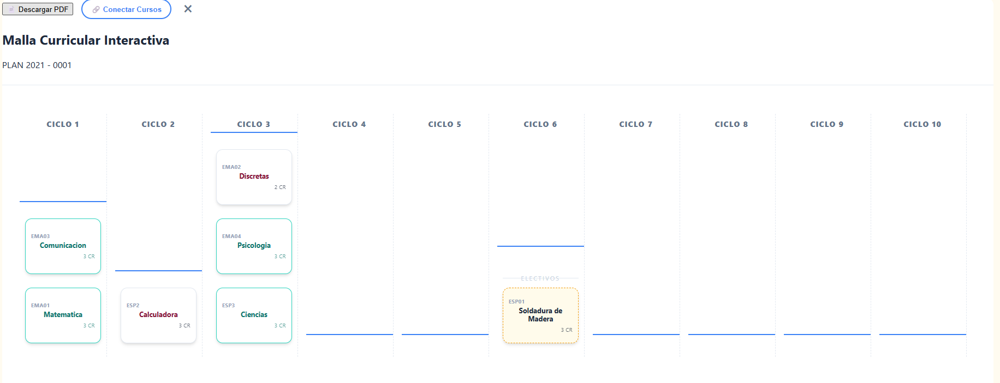 Descargar PDF
Conectar Cursos
✕
Malla Curricular Interactiva
PLAN 2021 - 0001
CICLO 1
CICLO 2
CICLO 3
CICLO 4
CICLO 5
CICLO 6
CICLO 7
CICLO 8
CICLO 9
CICLO 10
EMA02
Discretas
2 CR
EMA03
Comunicacion
3 CR
EMA04
Psicologia
3 CR
ELECTIVOS
EMA01
Matematica
3 CR
ESP2
Calculadora
3 CR
ESP3
Ciencias
3 CR
ESP01
Soldadura de
Madera
3 CR